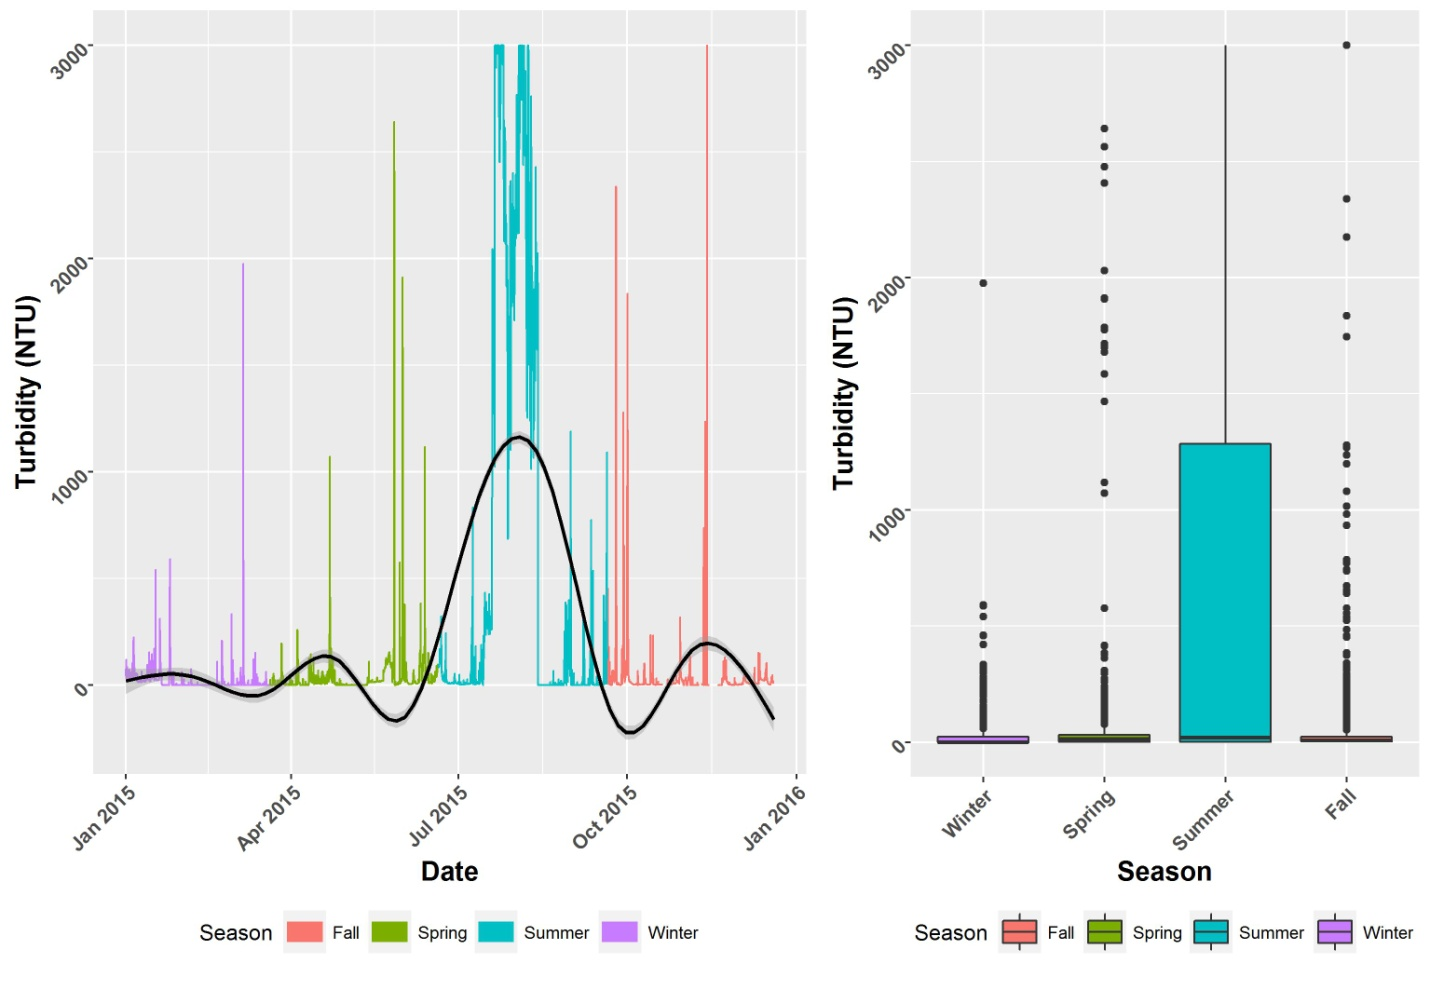 Turbidity (NTU)
3000
2000
1000
0
Jan 2015
Apr 2015
Jul 2015
Oct 2015
Jan 2016
Date
Season Fall Spring Summer Winter
Turbidity (NTU)
3000
2000
1000
0
Winter
Spring
Summer
Fall
Season
Season Fall Spring Summer Winter